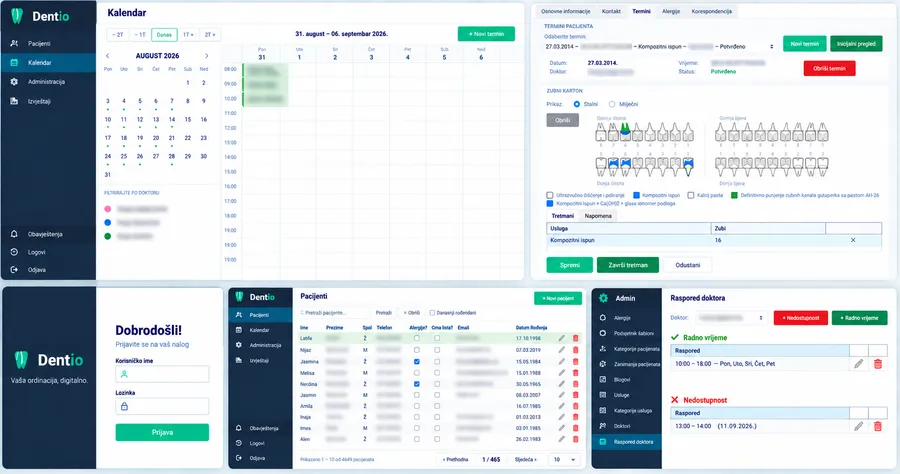 Dentio
Pacijenti
Kalendar
Administracija
Izvještaji
Obavještenja
Logovi
Odjava
Kalendar
− 2T
− 1T
Danas
1T +
2T +
31. august – 06. septembar 2026.
+ Novi termin
AUGUST 2026
Pon Uto Sri Čet Pet Sub Ned
1 2
3 4 5 6 7 8 9
10 11 12 13 14 15 16
17 18 19 20 21 22 23
24 25 26 27 28 29 30
31
FILTRIRAJTE PO DOKTORU
Pon Uto Sri Čet Pet Sub Ned
31 1 2 3 4 5 6
08:00
09:00
10:00
11:00
12:00
13:00
14:00
15:00
16:00
17:00
18:00
19:00
Osnovne informacije Kontakt Termini Alergije Korespondencija
TERMINI PACIJENTA
Odaberite termin:
27.03.2014 – – Kompozitni ispun – – Potvrđeno
Novi termin
Inicijalni pregled
Datum: 27.03.2014.
Vrijeme:
Doktor:
Status: Potvrđeno
Obriši termin
ZUBNI KARTON
Prikaz: Stalni Mliječni
Obriši
Gornja lijeva
Donja lijeva
Ultrazvučno čišćenje i poliranje Kompozitni ispun Kalcij pasta Definitivno punjenje zubnih kanala gutaperka sa pastom AH-26
Kompozitni ispun + Ca(OH)2 + glass ionomer podloga
Tretmani Napomena
Usluga Zubi
Kompozitni ispun 16
Spremi
Završi tretman
Odustani
Dentio
Vaša ordinacija, digitalno.
Dobrodošli!
Prijavite se na vaš nalog
Korisničko ime
Lozinka
Prijava
Dentio
Pacijenti
Kalendar
Administracija
Izvještaji
Obavještenja
Logovi
Odjava
Pacijenti
+ Novi pacijent
Pretraži pacijente...
Pretraži
× Obriši
Današnji rođendani
Ime Prezime Spol Telefon Alergije? Crna lista? Email Datum Rođenja
Latife Ž 17.10.1998
Nijaz M 07.03.2019
Jasmina Ž 15.05.1984
Melisa M 15.01.1988
Nerdina Ž 30.05.1965
Jasmin M 08.03.2007
Amila Ž 16.07.1985
Inaja Ž 01.03.2013
Imes M 03.01.1985
Alen M 26.02.1983
Prikazano 1 – 10 od 4649 pacijenata
« Prethodna
1 / 465
Sljedeća »
10
Admin
Alergije
Podsjetnik šabloni
Kategorije pacijenata
Zanimanja pacijenata
Blogovi
Usluge
Kategorije usluga
Doktori
Raspored doktora
Raspored doktora
Doktor:
+ Nedostupnost
+ Radno vrijeme
Radno vrijeme
Raspored
10:00 – 18:00 — Pon, Uto, Sri, Čet, Pet
Nedostupnost
Raspored
13:00 – 14:00 (11.09.2026.)